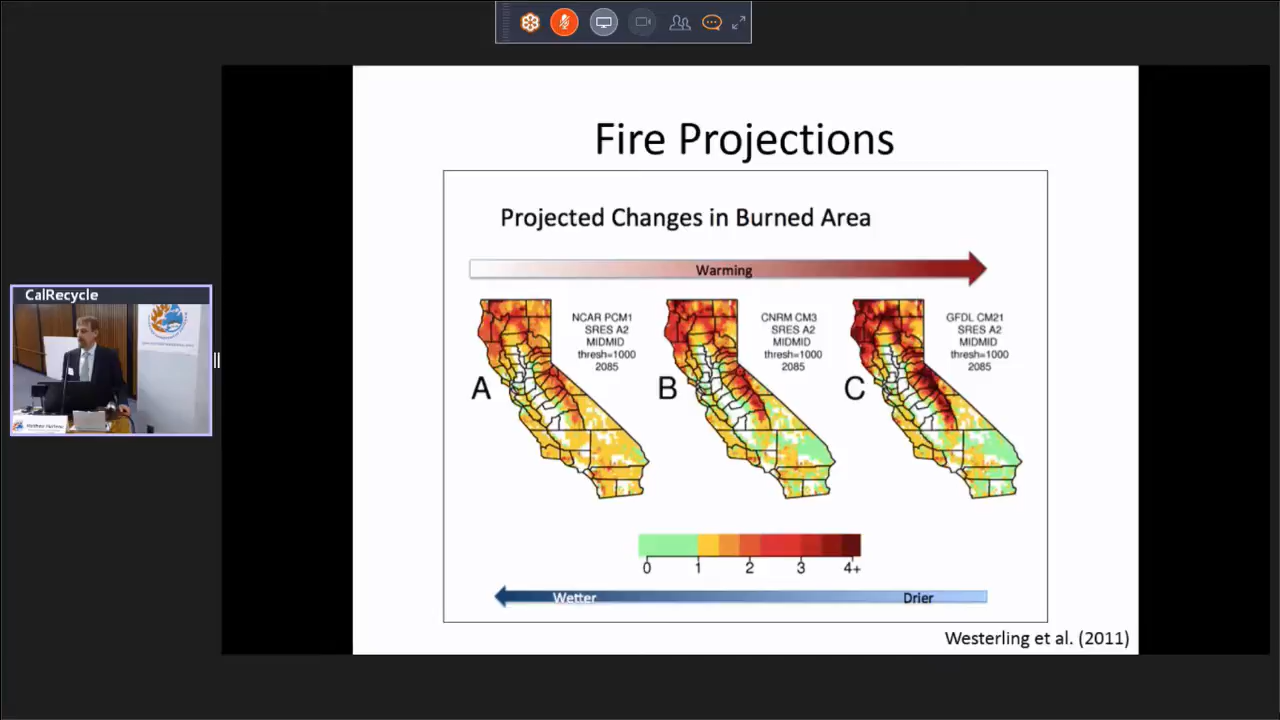 CalRecycle
Fire Projections
Projected Changes in Burned Area
Warming
NCAR PCM1
SRES A2
MIDMID
thresh=1000
2085
A
CNRM CM3
SRES A2
MIDMID
thresh=1000
2085
B
GFDL CM21
SRES A2
MIDMID
thresh=1000
2085
C
0 1 2 3 4+
Wetter
Drier
Westerling et al. (2011)